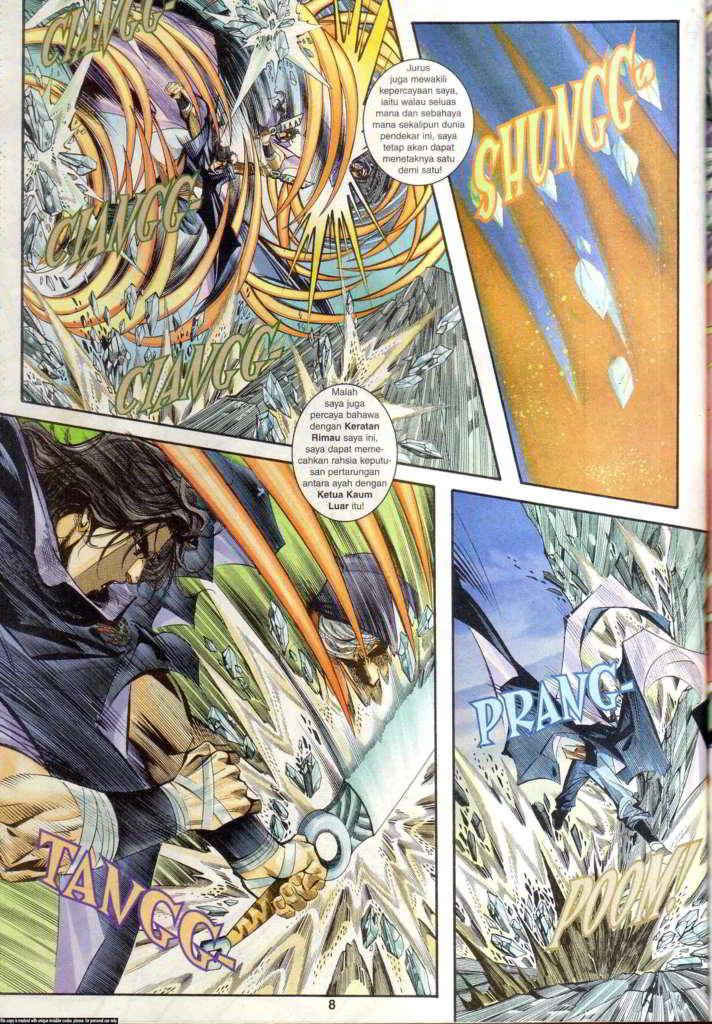 CIANGG-
Jurus
juga mewakili
kepercayaan saya,
iaitu walau seluas
mana dan sebahaya
mana sekalipun dunia
pendekar ini, saya
tetap akan dapat
menetaknya satu
demi satu!
CIANGG-
CIANGG-
SHUNGG-
Malah
saya juga
percaya bahawa
dengan Keratan
Rimau saya ini,
saya dapat meme-
cahkan rahsia keputu-
san pertarungan
antara ayah dengan
Ketua Kaum
Luar itu!
TANGG-
PRANG-
POOM!
8